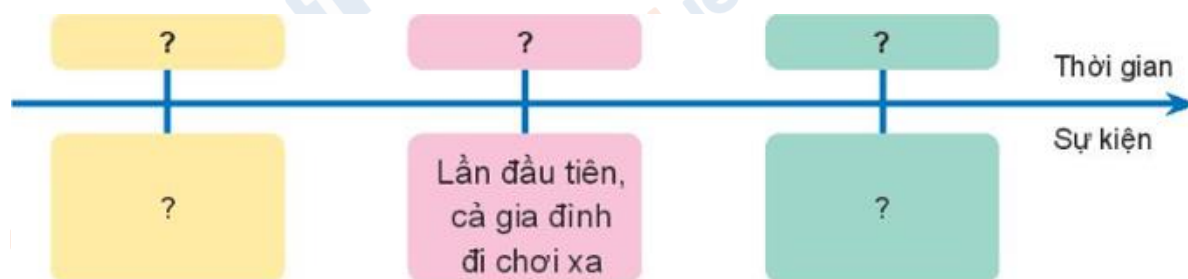 ?
?
?
Thời gian
Sự kiện
?
Lần đầu tiên,
cả gia đình
đi chơi xa
?